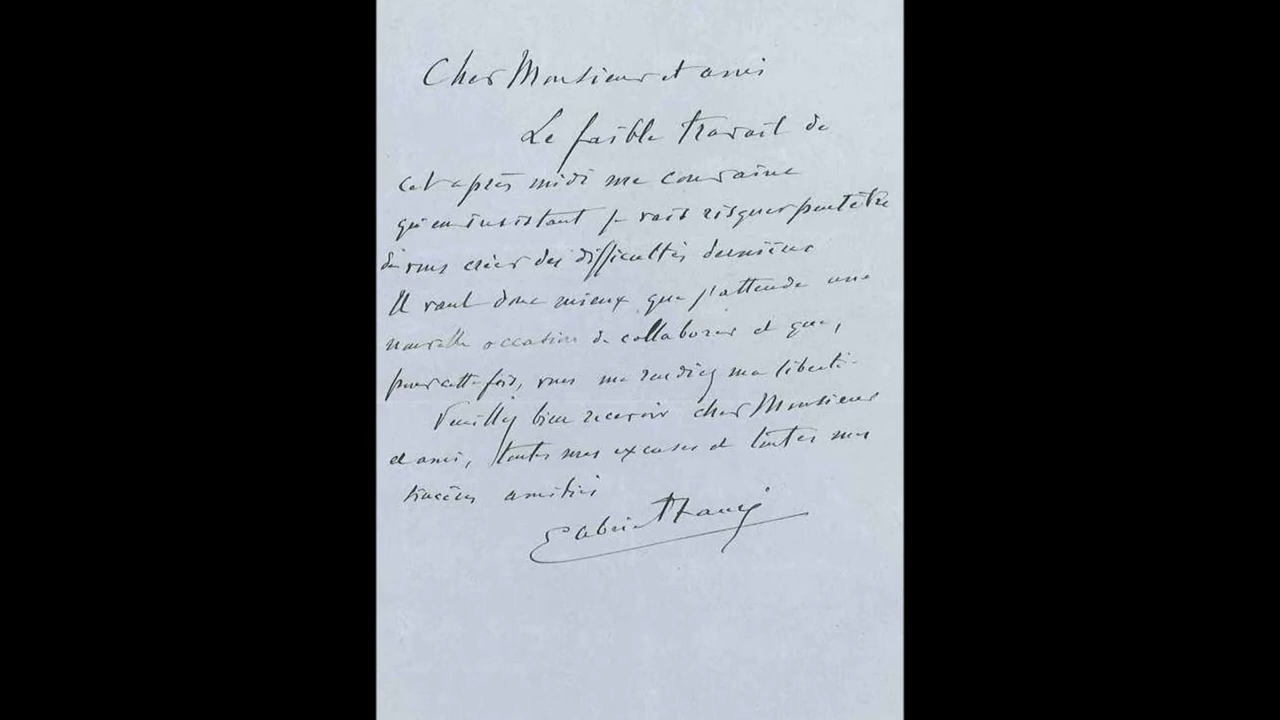 Cher Monsieur et ami
Le faible travail de
cet après midi me convainc
qu'en insistant je vais risquer peut être
de vous créer des difficultés dernières
Il vaut donc mieux que j'attende une
nouvelle occasion de collaborer et que,
pour cette fois, vous me rendiez ma liberté.
Veuillez bien recevoir cher Monsieur
et ami, toutes mes excuses et toutes mes
sincères amitiés
Gabriel Fauré